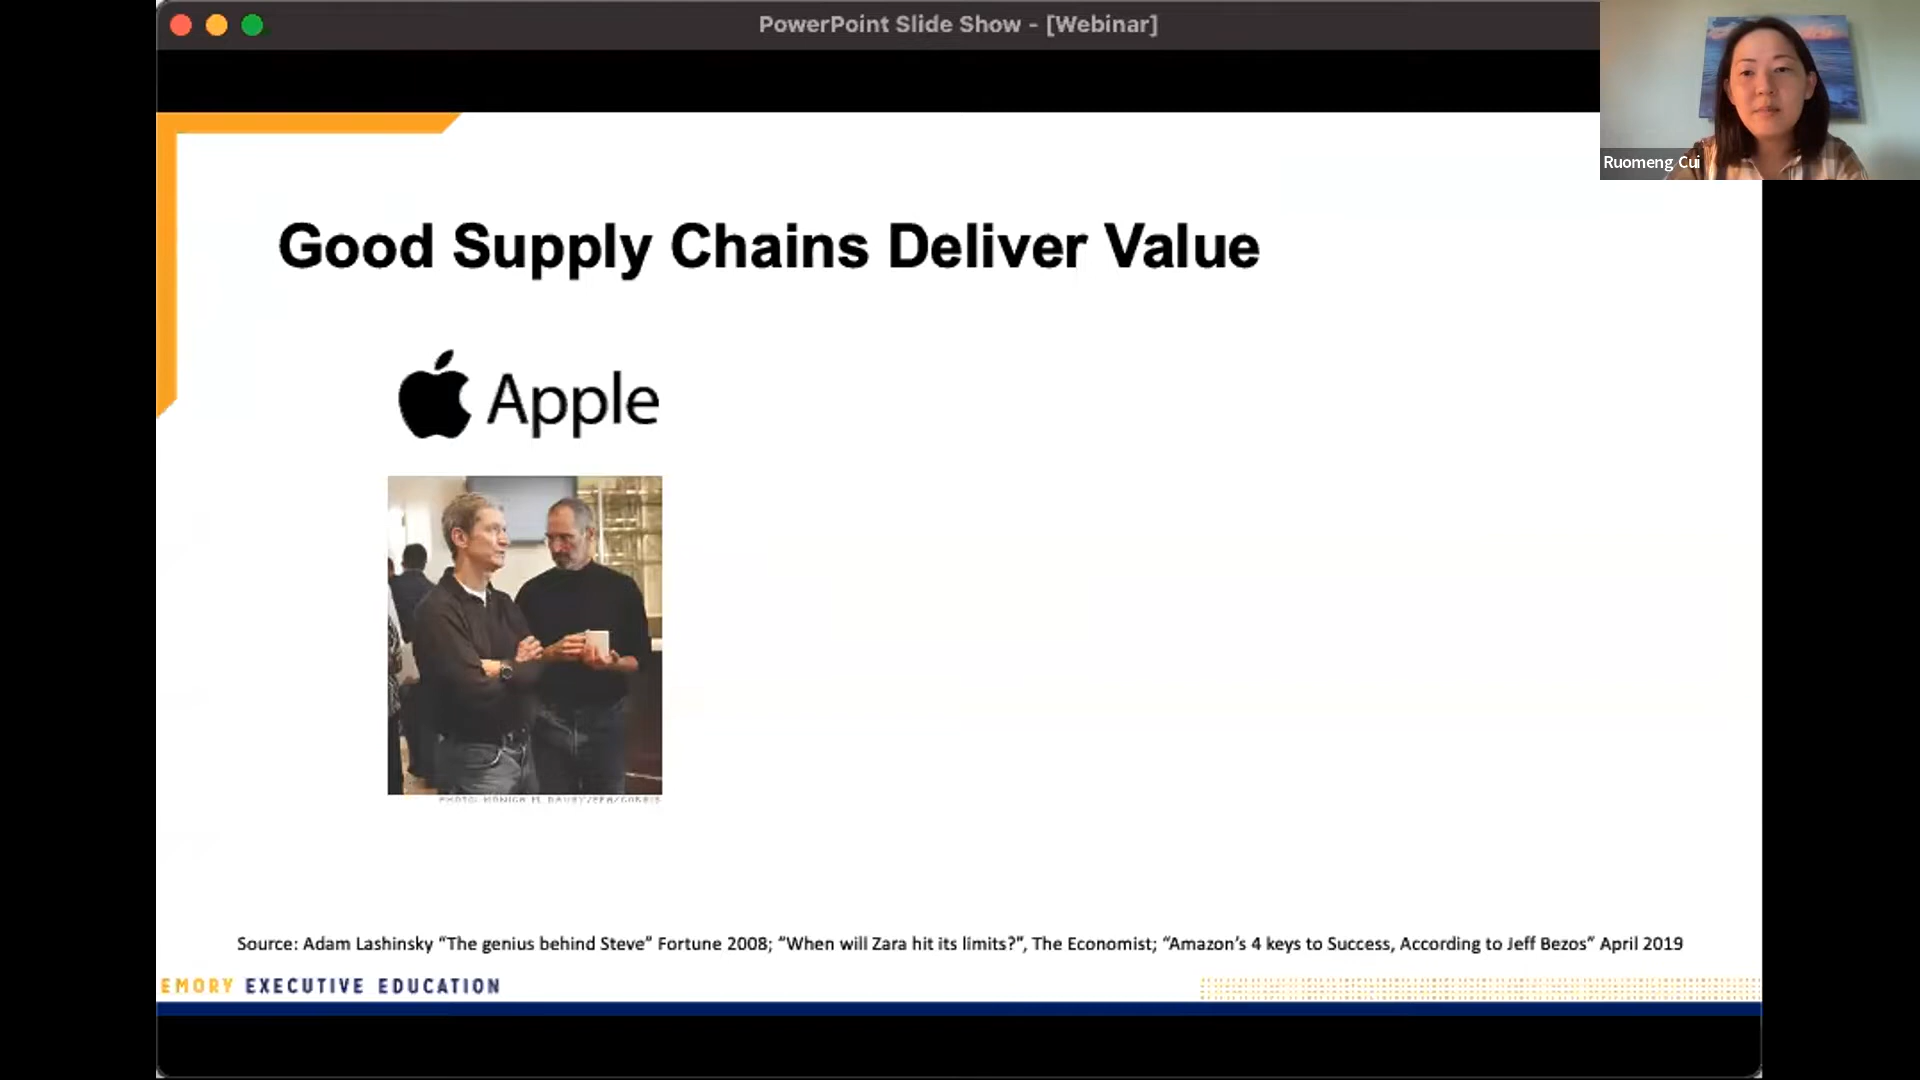 PowerPoint Slide Show - [Webinar]
Ruomeng Cui
Good Supply Chains Deliver Value
Apple
Source: Adam Lashinsky “The genius behind Steve” Fortune 2008; “When will Zara hit its limits?”, The Economist; “Amazon’s 4 keys to Success, According to Jeff Bezos” April 2019
EMORY EXECUTIVE EDUCATION